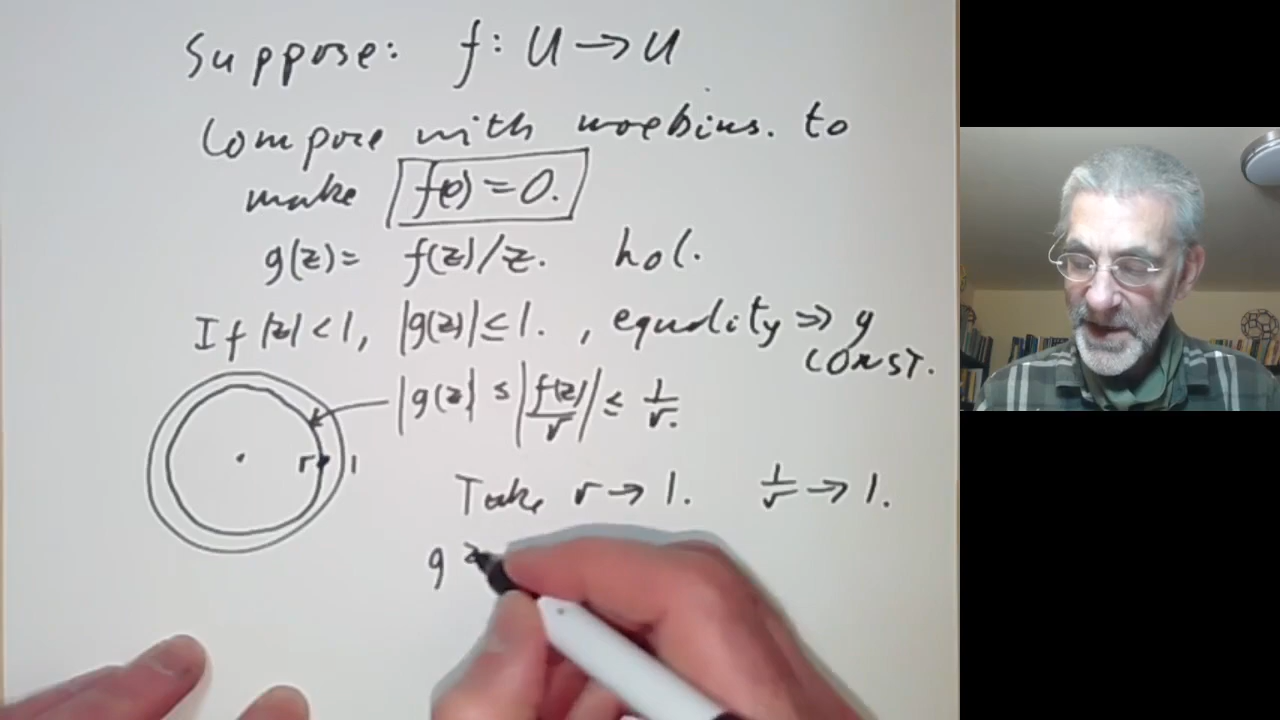 Suppose: f: U → U
Compose with moebius. to
make f(0) = 0.
g(z) = f(z)/z. hol.
If |z| < 1, |g(z)| ≤ 1. , equality ⇒ g
const.
|g(z)| ≤ |f(z)/r| ≤ 1/r.
r 1
Take r → 1. 1/r → 1.
g